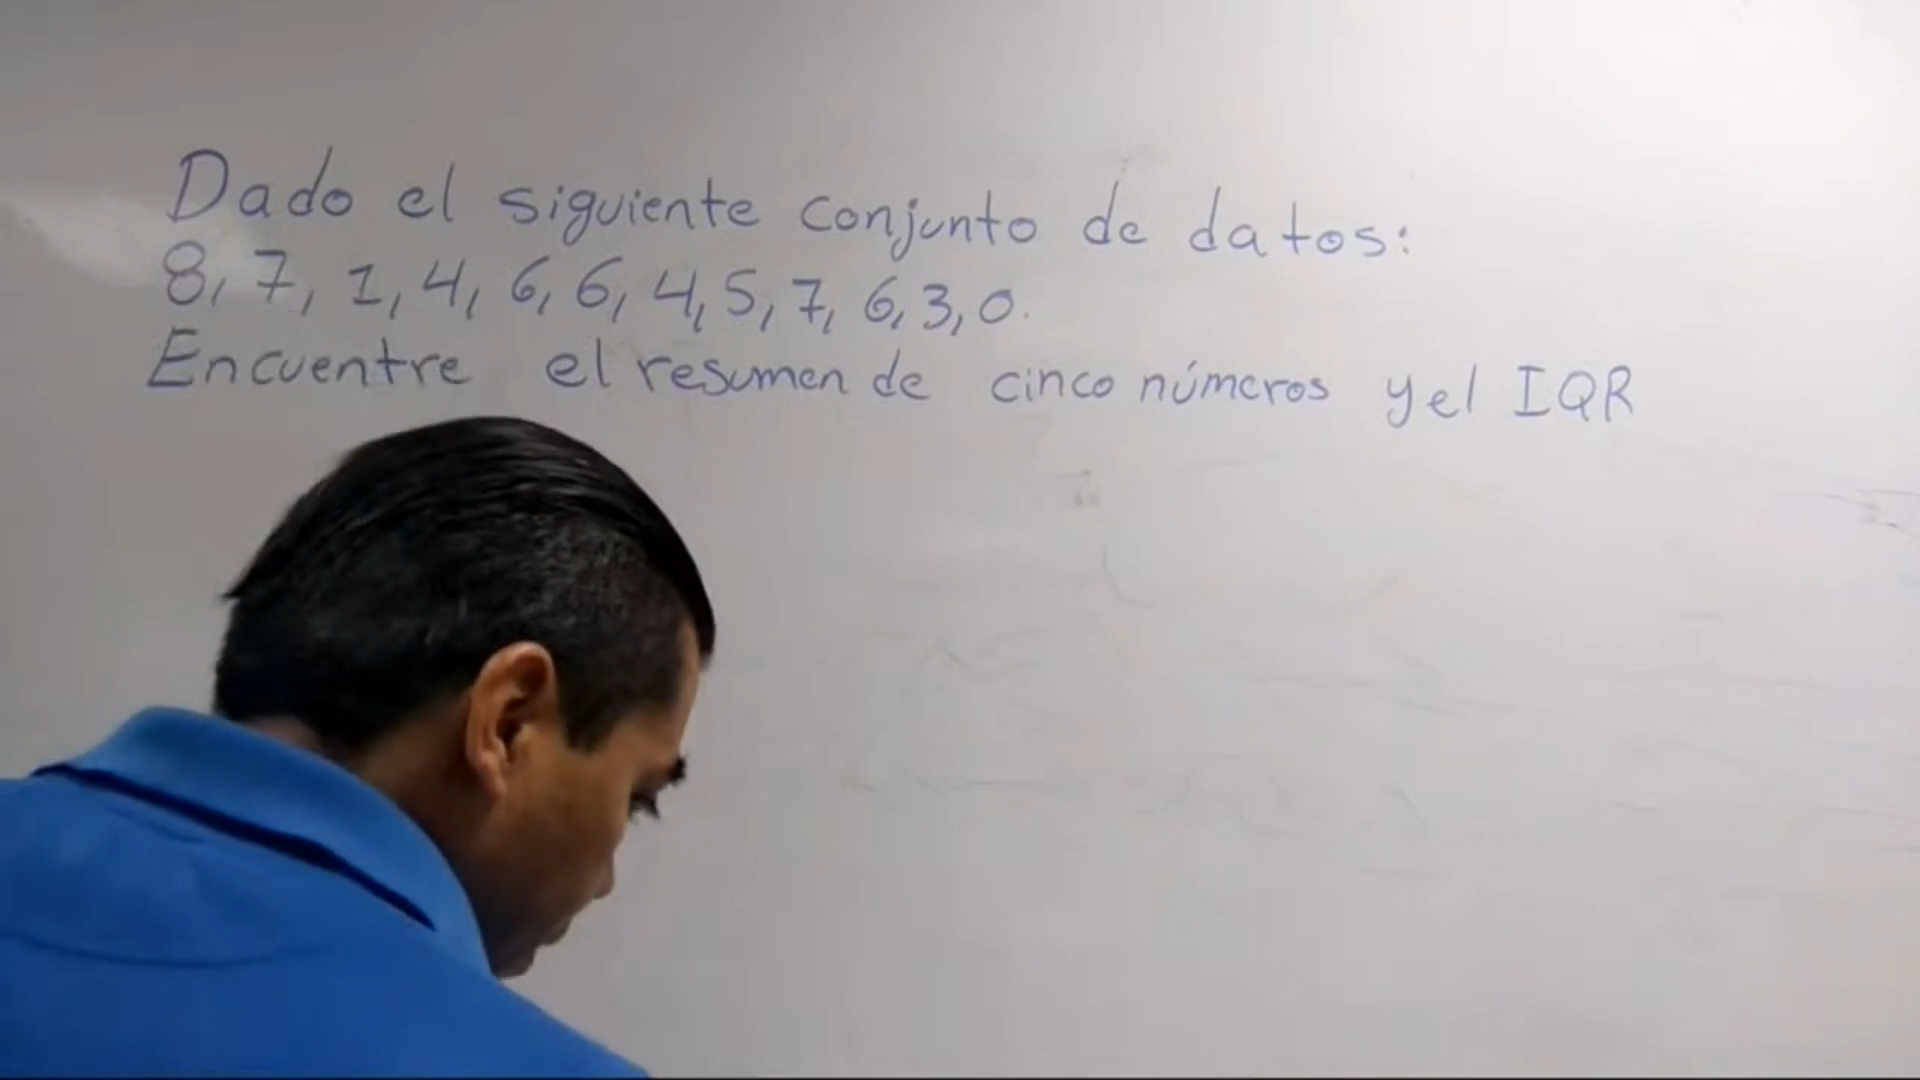 Dado el siguiente conjunto de datos:
8, 7, 1, 4, 6, 6, 4, 5, 7, 6, 3, 0.
Encuentre el resumen de cinco números y el IQR